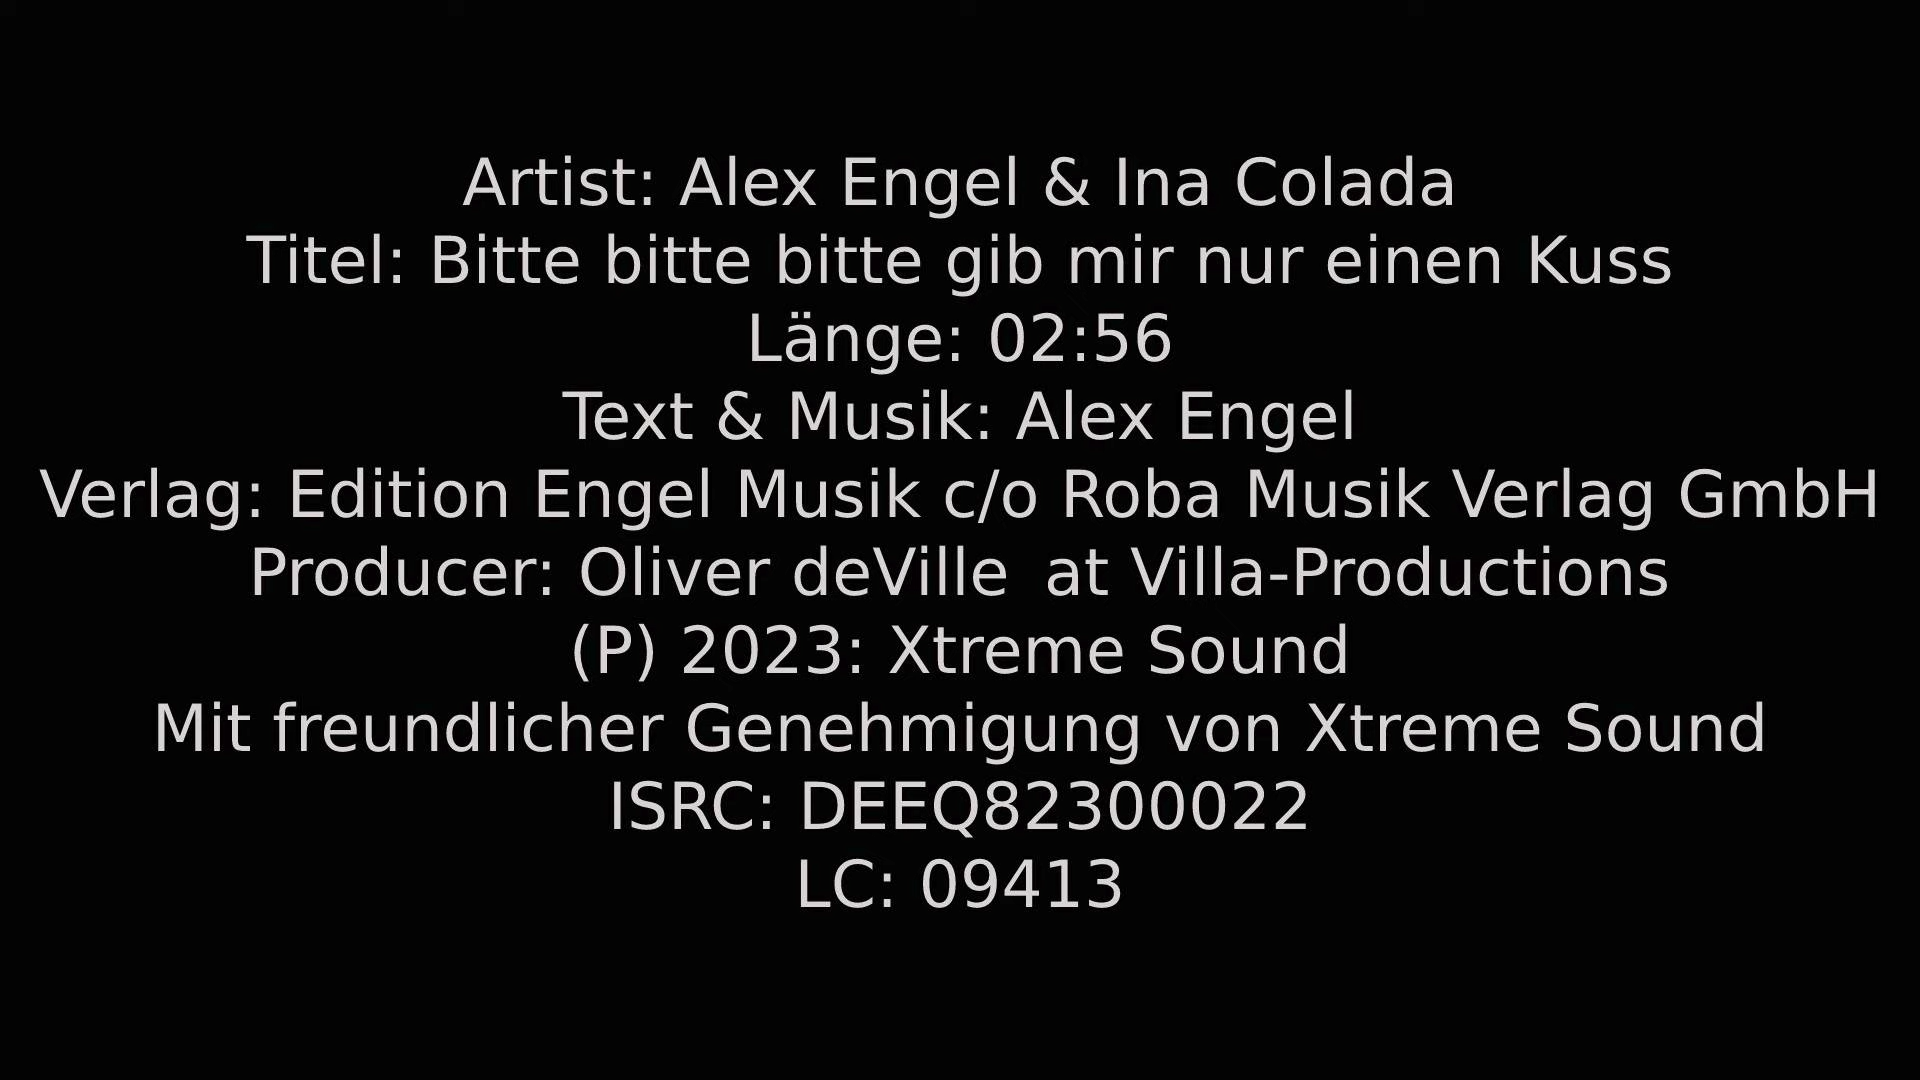 Artist: Alex Engel & Ina Colada
Titel: Bitte bitte bitte gib mir nur einen Kuss
Länge: 02:56
Text & Musik: Alex Engel
Verlag: Edition Engel Musik c/o Roba Musik Verlag GmbH
Producer: Oliver deVille  at Villa-Productions
(P) 2023: Xtreme Sound
Mit freundlicher Genehmigung von Xtreme Sound
ISRC: DEEQ82300022
LC: 09413